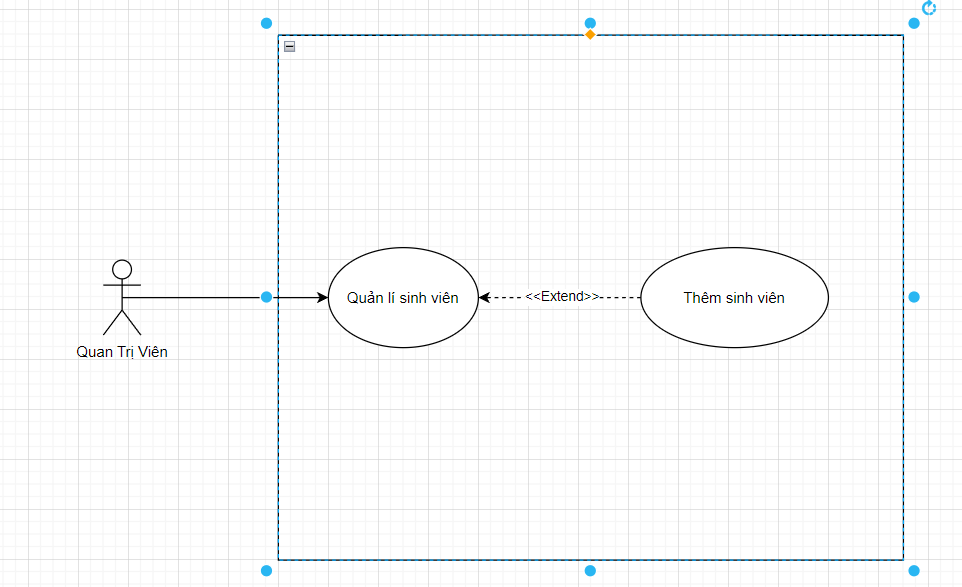 Quản lí sinh viên
<<Extend>>
Thêm sinh viên
Quan Trị Viên